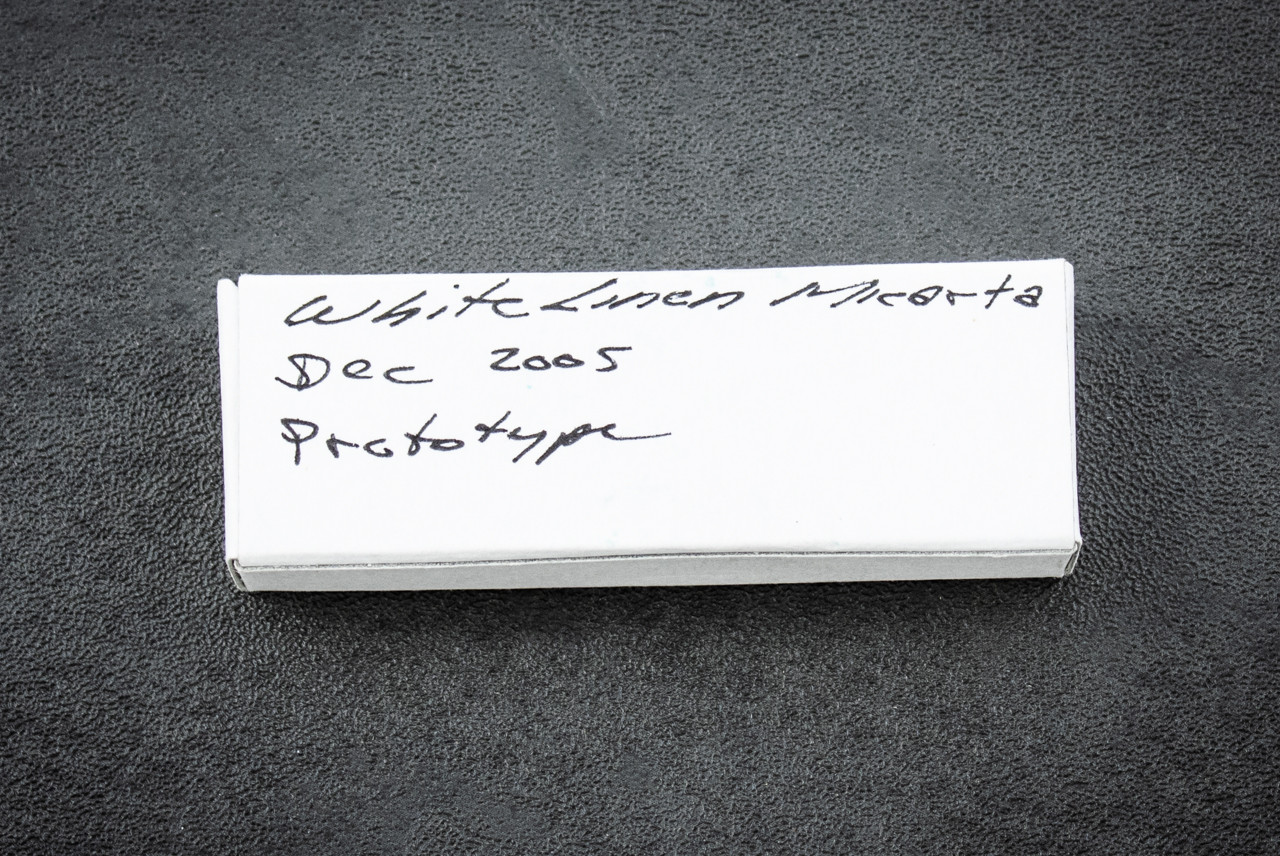 White Linen Micarta
Dec 2005
Prototype